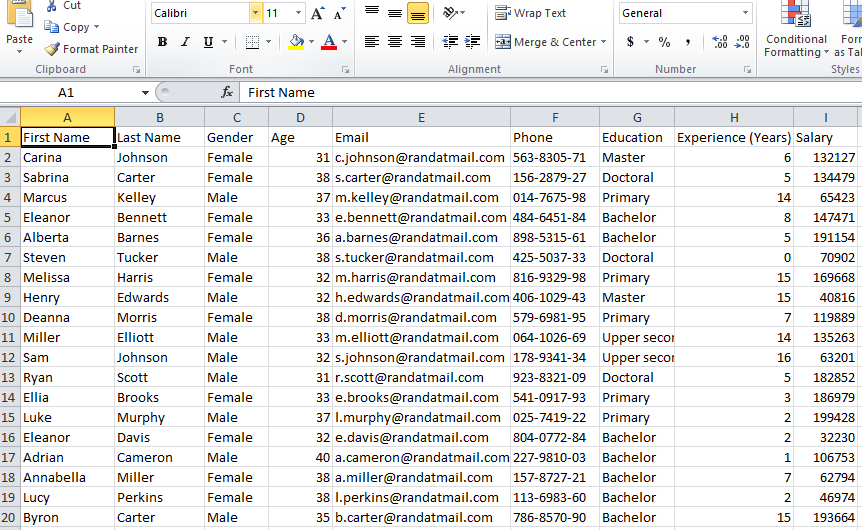 Cut
Calibri 11 A A Wrap Text General
Copy
Paste Format Painter B I U A Merge & Center $ % , .0 .00 .00 .0 Conditional
Formatting as Ta
Clipboard Font Alignment Number Styles
A1 fx First Name
A B C D E F G H I
1 First Name Last Name Gender Age Email Phone Education Experience (Years) Salary
2 Carina Johnson Female 31 c.johnson@randatmail.com 563-8305-71 Master 6 132127
3 Sabrina Carter Female 38 s.carter@randatmail.com 156-2879-27 Doctoral 5 134479
4 Marcus Kelley Male 37 m.kelley@randatmail.com 014-7675-98 Primary 14 65423
5 Eleanor Bennett Female 33 e.bennett@randatmail.com 484-6451-84 Bachelor 8 147471
6 Alberta Barnes Female 36 a.barnes@randatmail.com 898-5315-61 Bachelor 5 191154
7 Steven Tucker Male 38 s.tucker@randatmail.com 425-5037-33 Doctoral 0 70902
8 Melissa Harris Female 32 m.harris@randatmail.com 816-9329-98 Primary 15 169668
9 Henry Edwards Male 32 h.edwards@randatmail.com 406-1029-43 Master 15 40816
10 Deanna Morris Female 38 d.morris@randatmail.com 579-6981-95 Primary 7 119889
11 Miller Elliott Male 33 m.elliott@randatmail.com 064-1026-69 Upper secor 14 135263
12 Sam Johnson Male 32 s.johnson@randatmail.com 178-9341-34 Upper secor 16 63201
13 Ryan Scott Male 31 r.scott@randatmail.com 923-8321-09 Doctoral 5 182852
14 Ellia Brooks Female 33 e.brooks@randatmail.com 541-0917-93 Primary 3 186979
15 Luke Murphy Male 37 l.murphy@randatmail.com 025-7419-22 Primary 2 199428
16 Eleanor Davis Female 32 e.davis@randatmail.com 804-0772-84 Bachelor 2 32230
17 Adrian Cameron Male 40 a.cameron@randatmail.com 227-9810-03 Bachelor 1 106753
18 Annabella Miller Female 38 a.miller@randatmail.com 157-8727-21 Bachelor 7 62794
19 Lucy Perkins Female 38 l.perkins@randatmail.com 113-6983-60 Bachelor 2 46974
20 Byron Carter Male 35 b.carter@randatmail.com 786-8570-90 Bachelor 15 193664